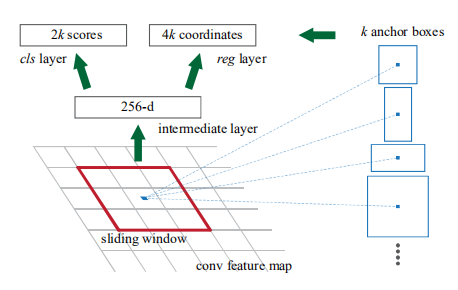 2k scores
4k coordinates
k anchor boxes
cls layer
reg layer
256-d
intermediate layer
sliding window
conv feature map